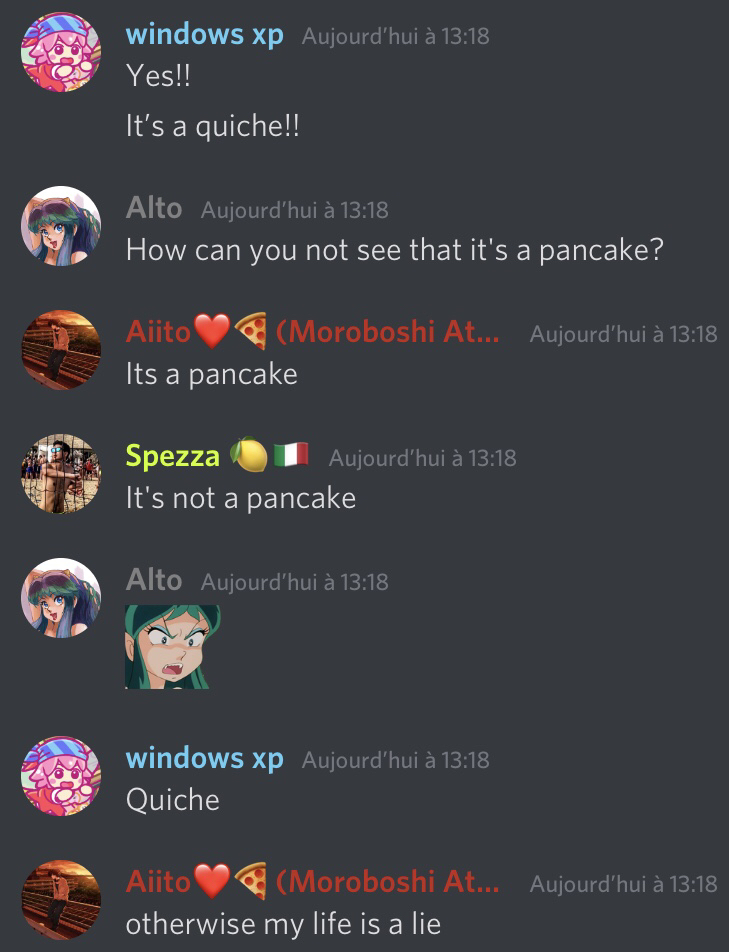 windows xp Aujourd’hui à 13:18
Yes!!
It’s a quiche!!
Alto Aujourd’hui à 13:18
How can you not see that it's a pancake?
Aiito❤️🍕 (Moroboshi At... Aujourd’hui à 13:18
Its a pancake
Spezza 🍋🇮🇹 Aujourd’hui à 13:18
It's not a pancake
Alto Aujourd’hui à 13:18
windows xp Aujourd’hui à 13:18
Quiche
Aiito❤️🍕 (Moroboshi At... Aujourd’hui à 13:18
otherwise my life is a lie